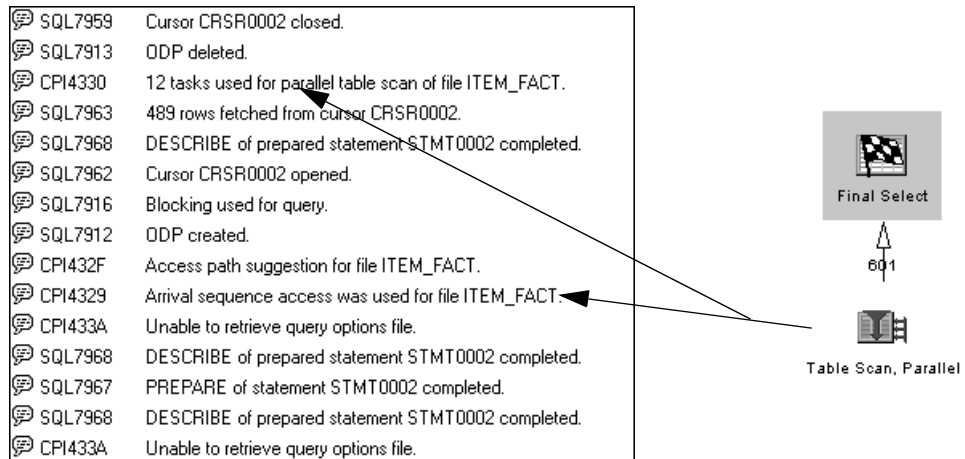 SQL7959 Cursor CRSR0002 closed.
SQL7913 ODP deleted.
CPI4330 12 tasks used for parallel table scan of file ITEM_FACT.
SQL7963 489 rows fetched from cursor CRSR0002.
SQL7968 DESCRIBE of prepared statement STMT0002 completed.
SQL7962 Cursor CRSR0002 opened.
SQL7916 Blocking used for query.
SQL7912 ODP created.
CPI432F Access path suggestion for file ITEM_FACT.
CPI4329 Arrival sequence access was used for file ITEM_FACT.
CPI433A Unable to retrieve query options file.
SQL7968 DESCRIBE of prepared statement STMT0002 completed.
SQL7967 PREPARE of statement STMT0002 completed.
SQL7968 DESCRIBE of prepared statement STMT0002 completed.
CPI433A Unable to retrieve query options file.
Final Select
601
Table Scan, Parallel